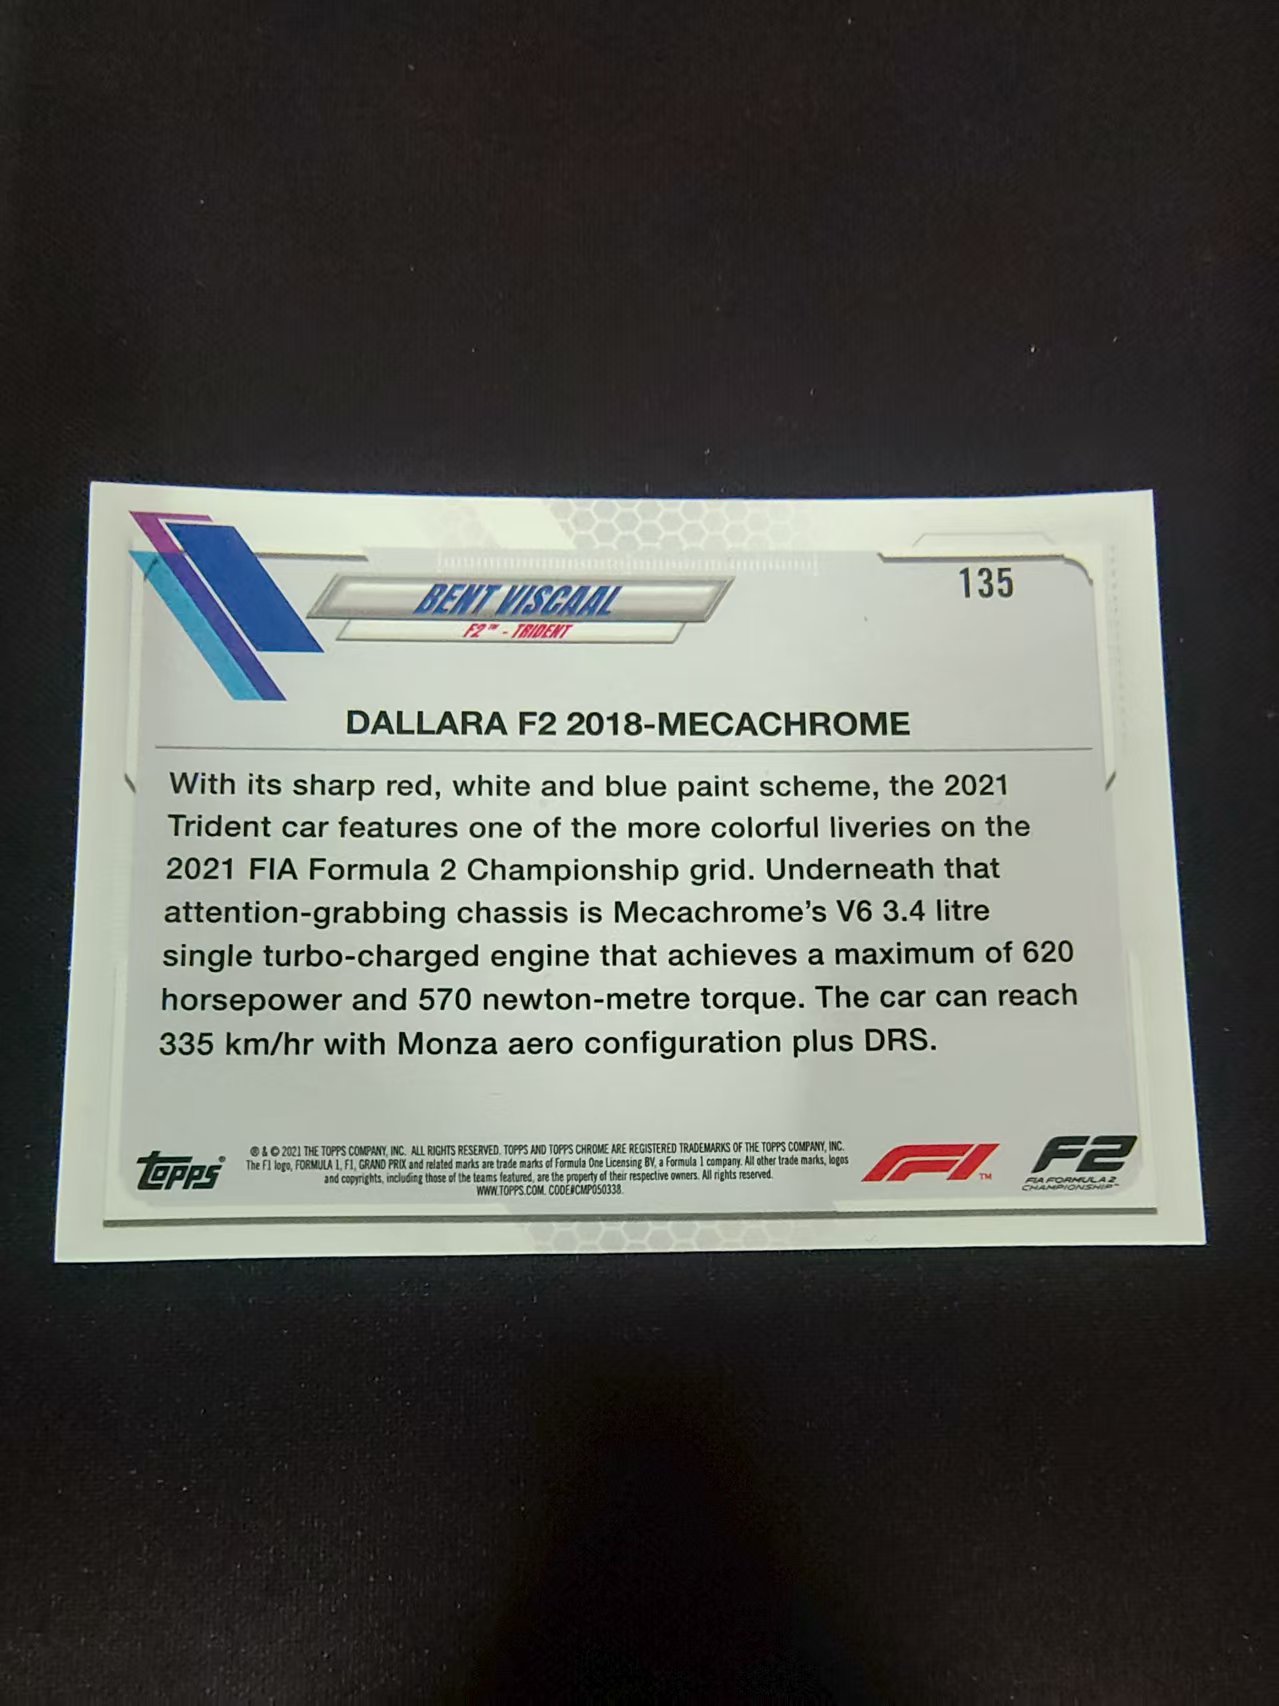 BENT VISCAAL
135
F2™ - TRIDENT
DALLARA F2 2018-MECACHROME
With its sharp red, white and blue paint scheme, the 2021
Trident car features one of the more colorful liveries on the
2021 FIA Formula 2 Championship grid. Underneath that
attention-grabbing chassis is Mecachrome's V6 3.4 litre
single turbo-charged engine that achieves a maximum of 620
horsepower and 570 newton-metre torque. The car can reach
335 km/hr with Monza aero configuration plus DRS.
Topps®
® & © 2021 THE TOPPS COMPANY, INC. ALL RIGHTS RESERVED. TOPPS AND TOPPS CHROME ARE REGISTERED TRADEMARKS OF THE TOPPS COMPANY, INC.
The F1 logo, FORMULA 1, F1, GRAND PRIX and related marks are trade marks of Formula One Licensing BV, a Formula 1 company. All other trade marks, logos
and copyrights, including those of the teams featured, are the property of their respective owners. All rights reserved.
WWW.TOPPS.COM. CODE#CMP050338
F1™
F2
FIA FORMULA 2
CHAMPIONSHIP™